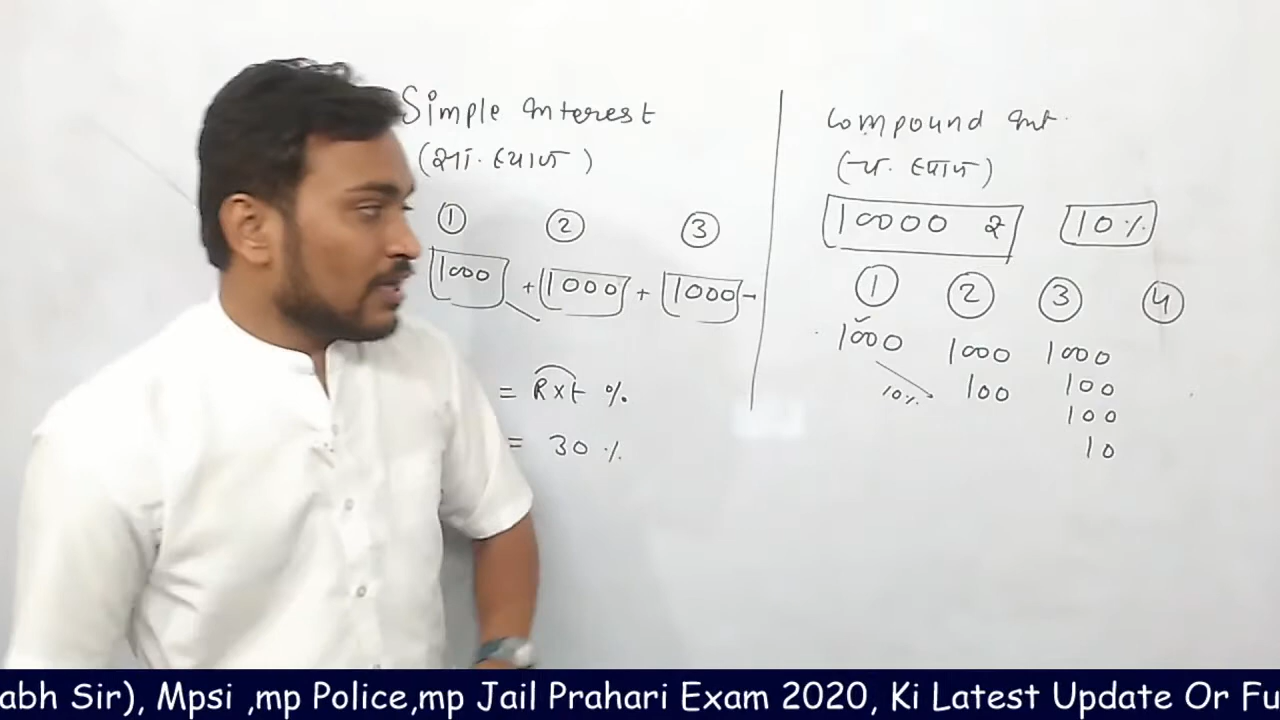 Simple Interest
(सा. ब्याज)
① ② ③
1000 + 1000 + 1000 -
= R×t %
= 30 %
Compound Int.
(च. ब्याज)
10000 ₹ 10%
① ② ③ ④
1000 1000 1000
10% 100 100
100
10
abh Sir), Mpsi ,mp Police,mp Jail Prahari Exam 2020, Ki Latest Update Or Fu